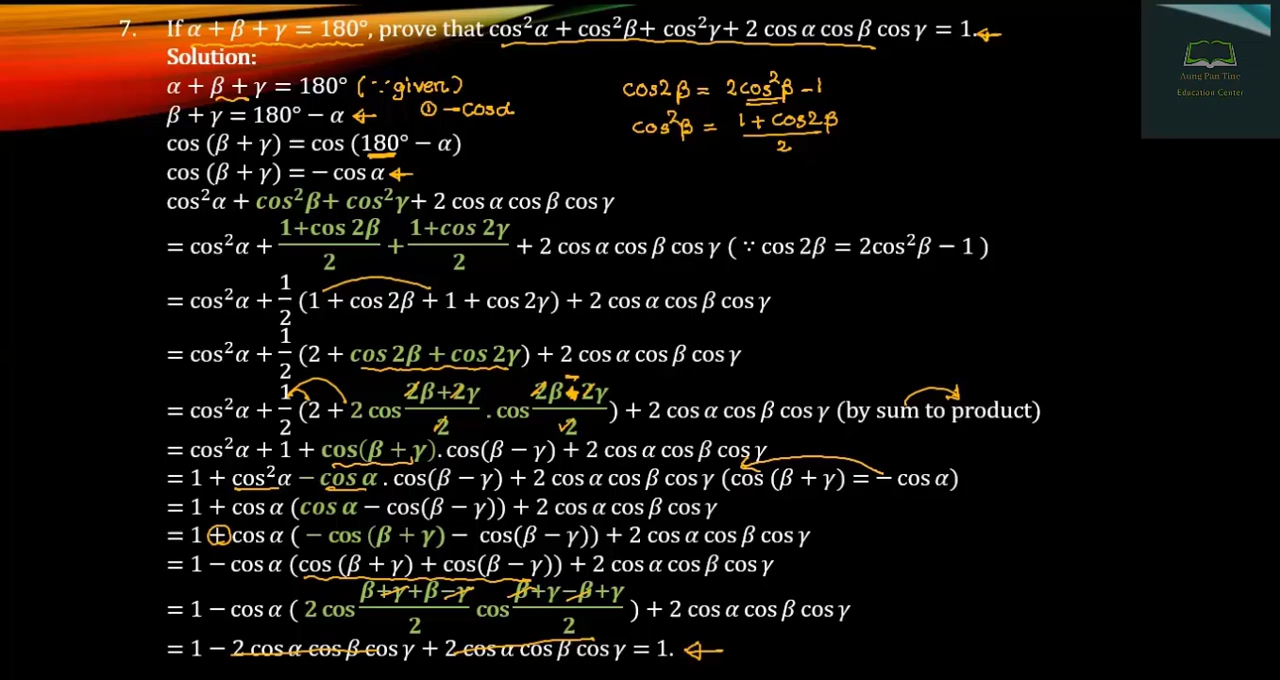 7. If α + β + γ = 180°, prove that cos²α + cos²β + cos²γ + 2 cos α cos β cos γ = 1.
Solution:
α + β + γ = 180° (∵ given)
β + γ = 180° − α ① −cosα
cos (β + γ) = cos (180° − α)
cos (β + γ) = − cos α
cos2β = 2cos²β −1
cos²β = (1 + cos2β)/2
Aung Pan Tine
Education Center
cos²α + cos²β + cos²γ + 2 cos α cos β cos γ
= cos²α + (1+cos 2β)/2 + (1+cos 2γ)/2 + 2 cos α cos β cos γ ( ∵ cos 2β = 2cos²β − 1 )
= cos²α + 1/2 (1 + cos 2β + 1 + cos 2γ) + 2 cos α cos β cos γ
= cos²α + 1/2 (2 + cos 2β + cos 2γ) + 2 cos α cos β cos γ
= cos²α + 1/2 (2 + 2 cos (2β+2γ)/2 . cos (2β − 2γ)/2 ) + 2 cos α cos β cos γ (by sum to product)
= cos²α + 1 + cos(β + γ). cos(β − γ) + 2 cos α cos β cos γ
= 1 + cos²α − cos α . cos(β − γ) + 2 cos α cos β cos γ (cos (β + γ) = − cos α)
= 1 + cos α (cos α − cos(β − γ)) + 2 cos α cos β cos γ
= 1 + cos α ( − cos (β + γ) − cos(β − γ)) + 2 cos α cos β cos γ
= 1 − cos α (cos (β + γ) + cos(β − γ)) + 2 cos α cos β cos γ
= 1 − cos α ( 2 cos (β+γ+β−γ)/2 cos (β+γ−β+γ)/2 ) + 2 cos α cos β cos γ
= 1 − 2 cos α cos β cos γ + 2 cos α cos β cos γ = 1.